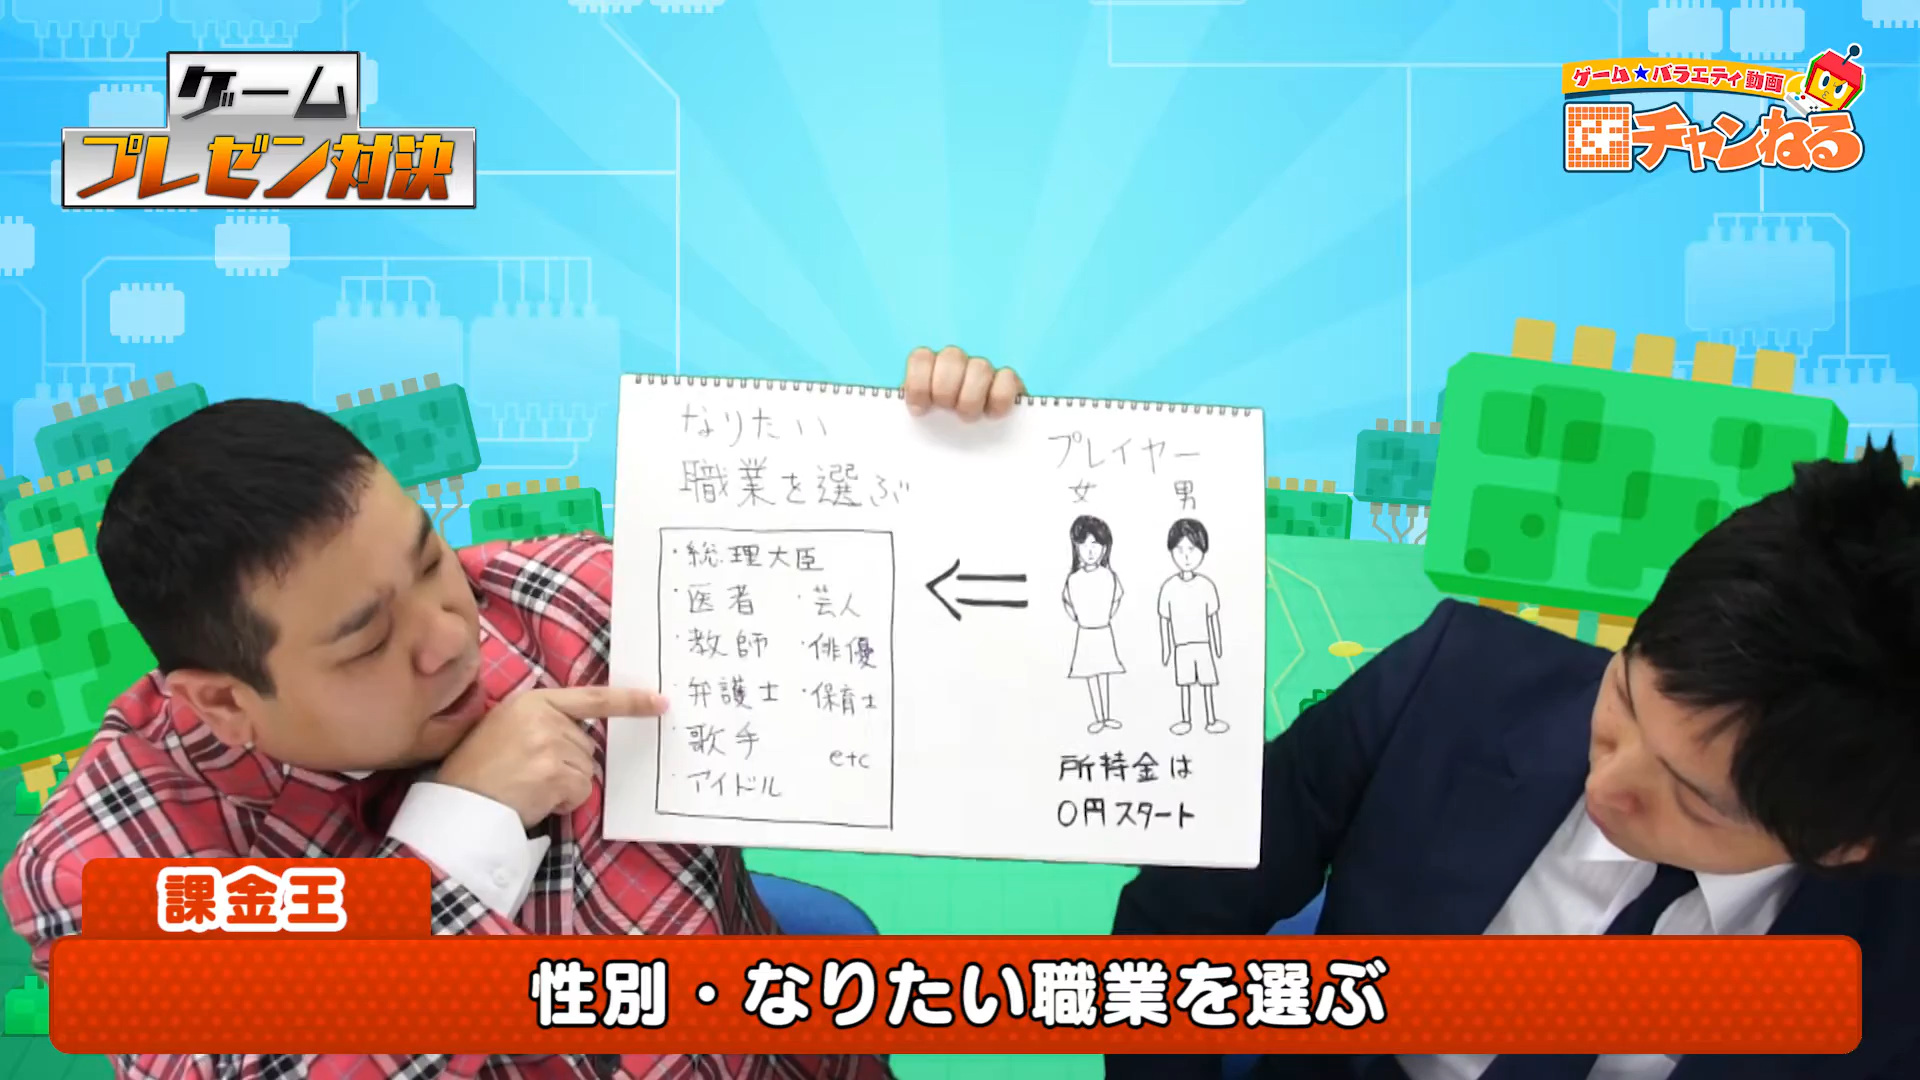 ゲーム
プレゼン対決
ゲーム★バラエティ動画
チャンねる
なりたい
職業を選ぶ
・総理大臣
・医者 ・芸人
・教師 ・俳優
・弁護士 ・保育士
・歌手
etc
・アイドル
プレイヤー
女 男
所持金は
0円スタート
課金王
性別・なりたい職業を選ぶ